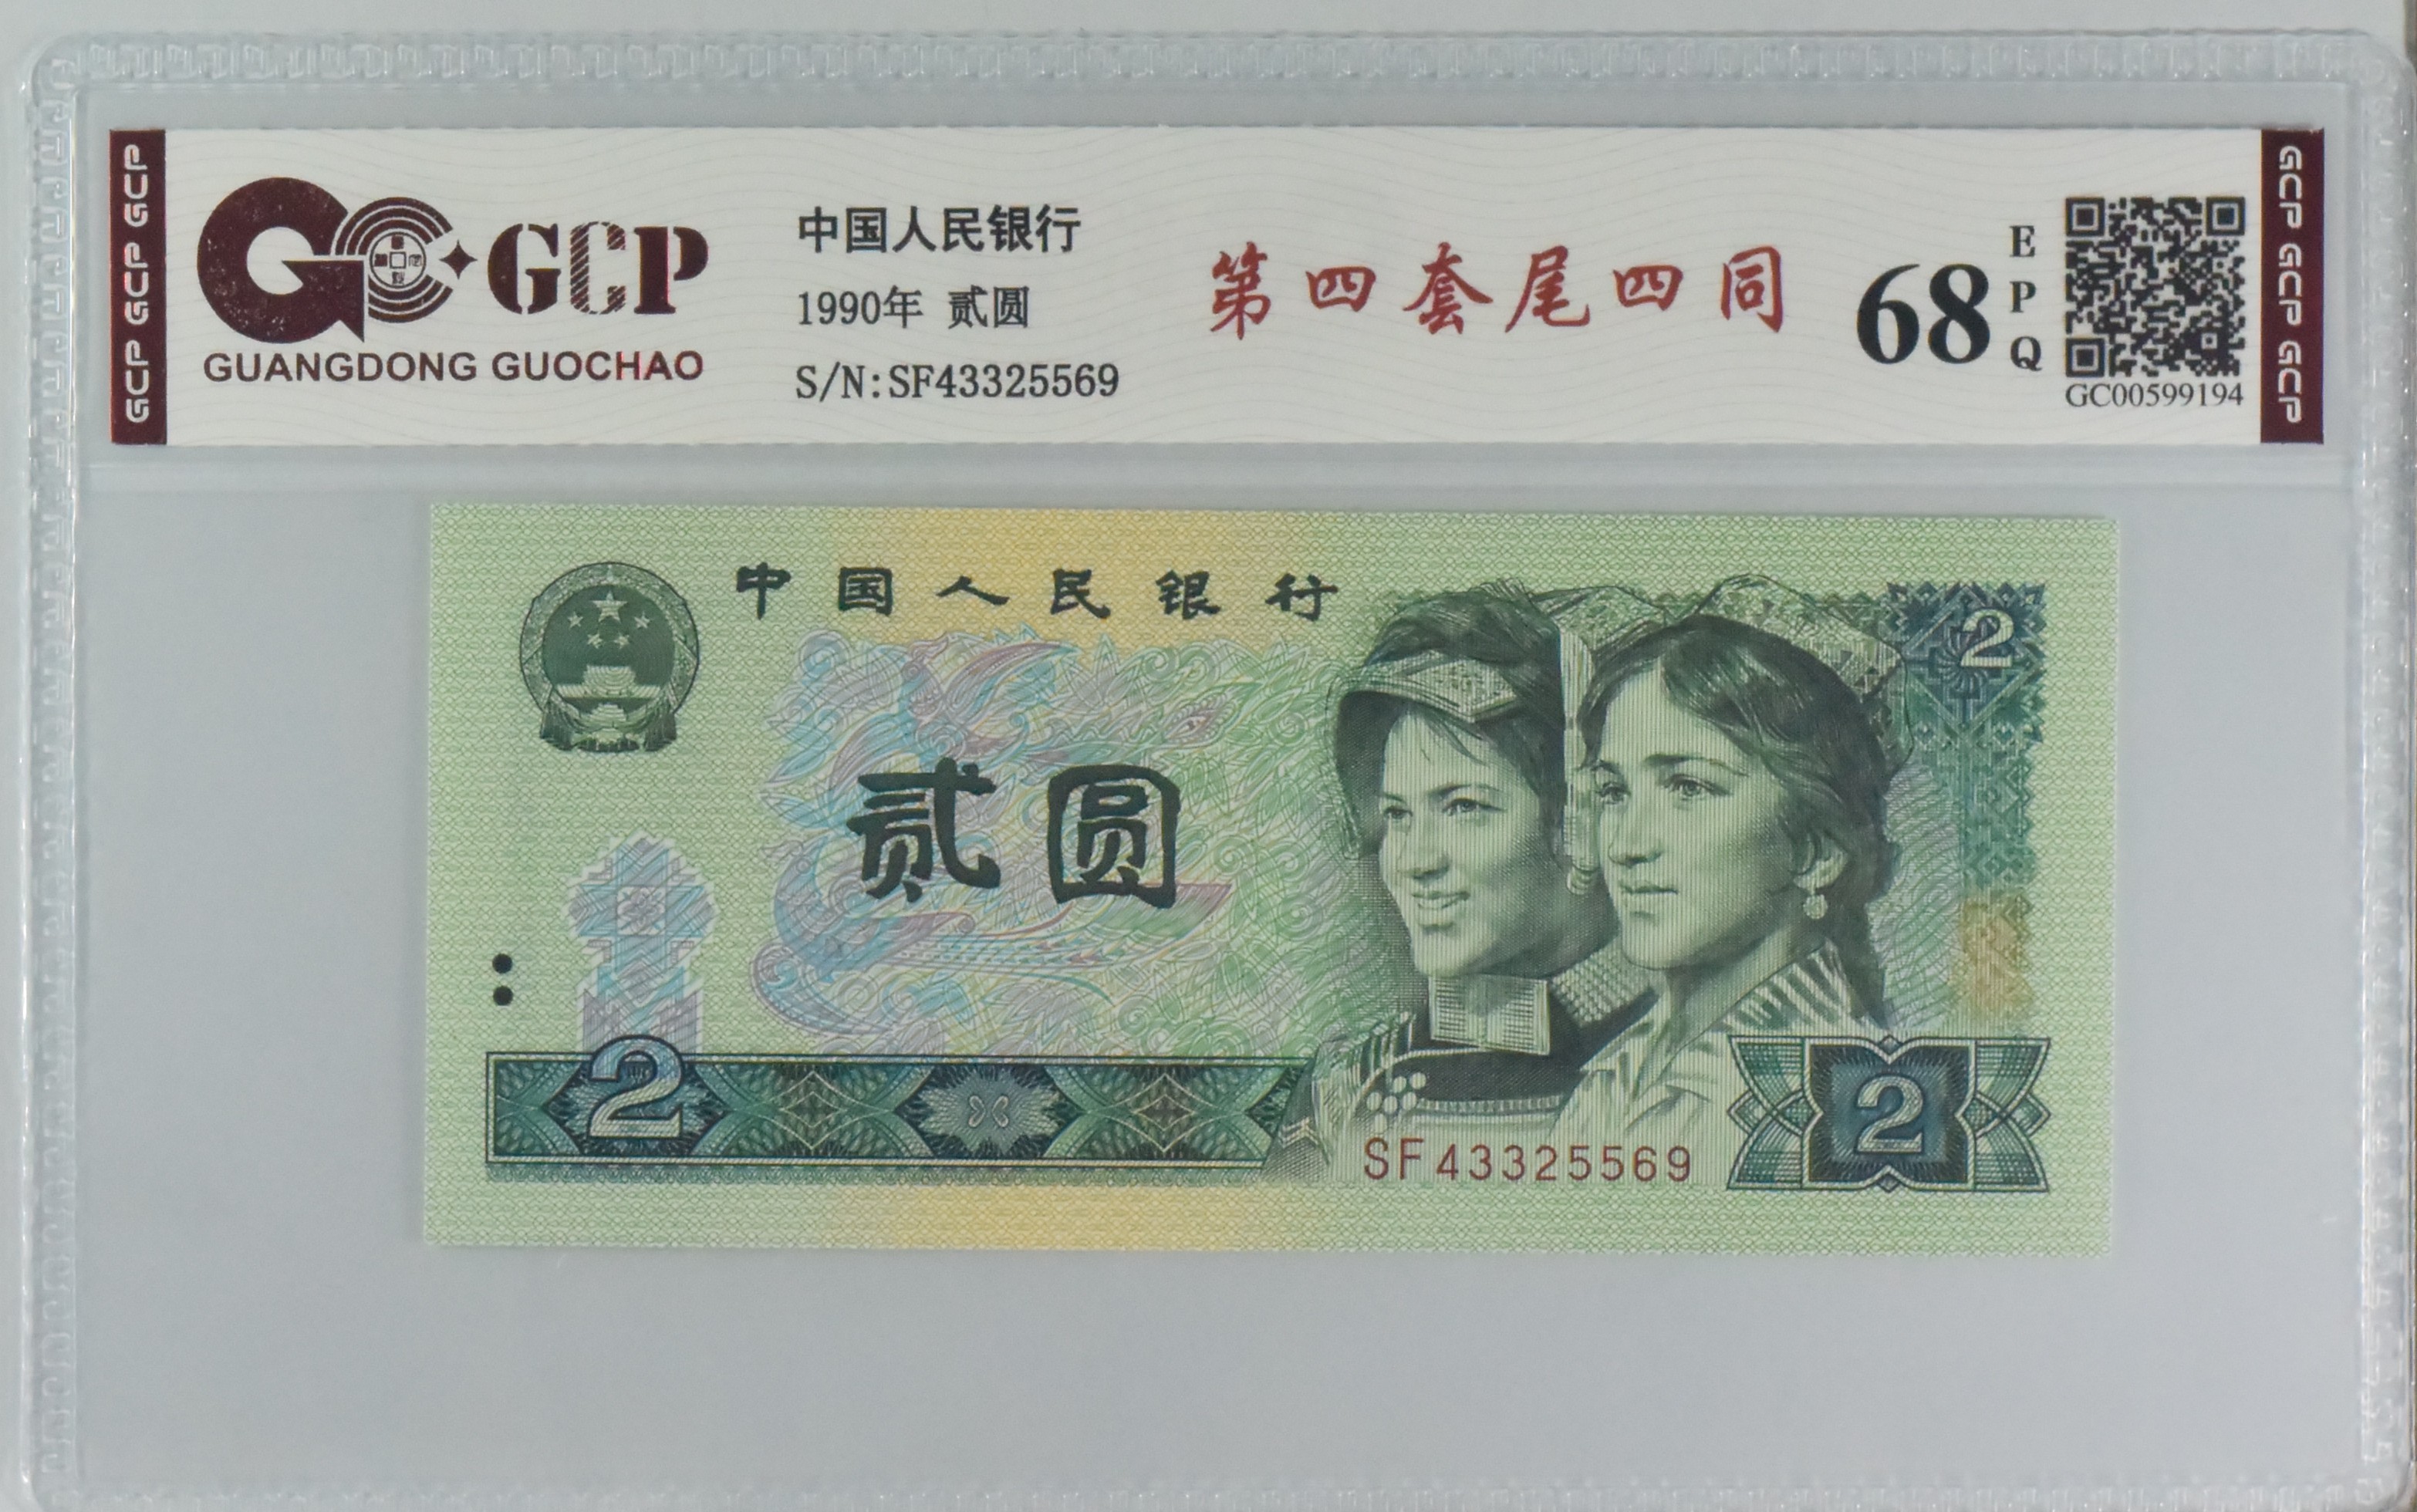 GCP GCP GCP
GCP
GUANGDONG GUOCHAO
中国人民银行
1990年 贰圆
S/N:SF43325569
第四套尾四同
68
EPQ
GC00599194
GCP GCP GCP
中国人民银行
2
贰圆
2
SF43325569
2